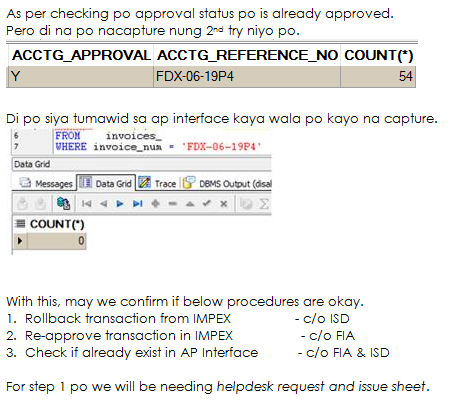 As per checking po approval status po is already approved.
Pero di na po nacapture nung 2nd try niyo po.
ACCTG_APPROVAL ACCTG_REFERENCE_NO COUNT(*)
Y FDX-06-19P4 54
Di po siya tumawid sa ap interface kaya wala po kayo na capture.
6 FROM invoices_
7 WHERE invoice_num = 'FDX-06-19P4'
Data Grid
Messages Data Grid Trace DBMS Output (disal
COUNT(*)
0
With this, may we confirm if below procedures are okay.
1. Rollback transaction from IMPEX - c/o ISD
2. Re-approve transaction in IMPEX - c/o FIA
3. Check if already exist in AP Interface - c/o FIA & ISD
For step 1 po we will be needing helpdesk request and issue sheet.